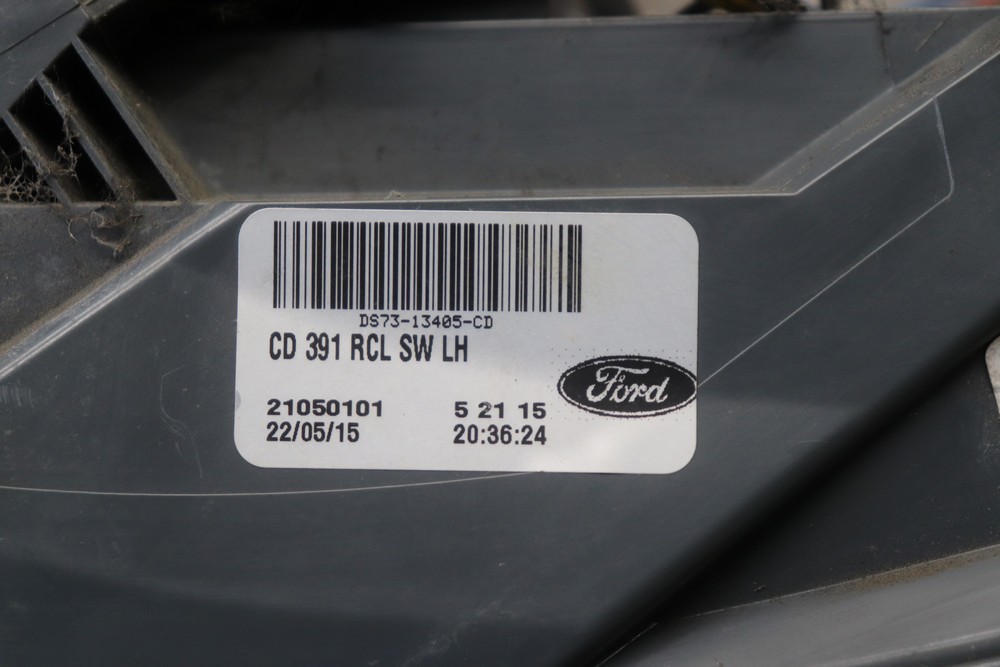 DS73-13405-CD
CD 391 RCL SW LH
Ford
21050101 5 21 15
22/05/15 20:36:24